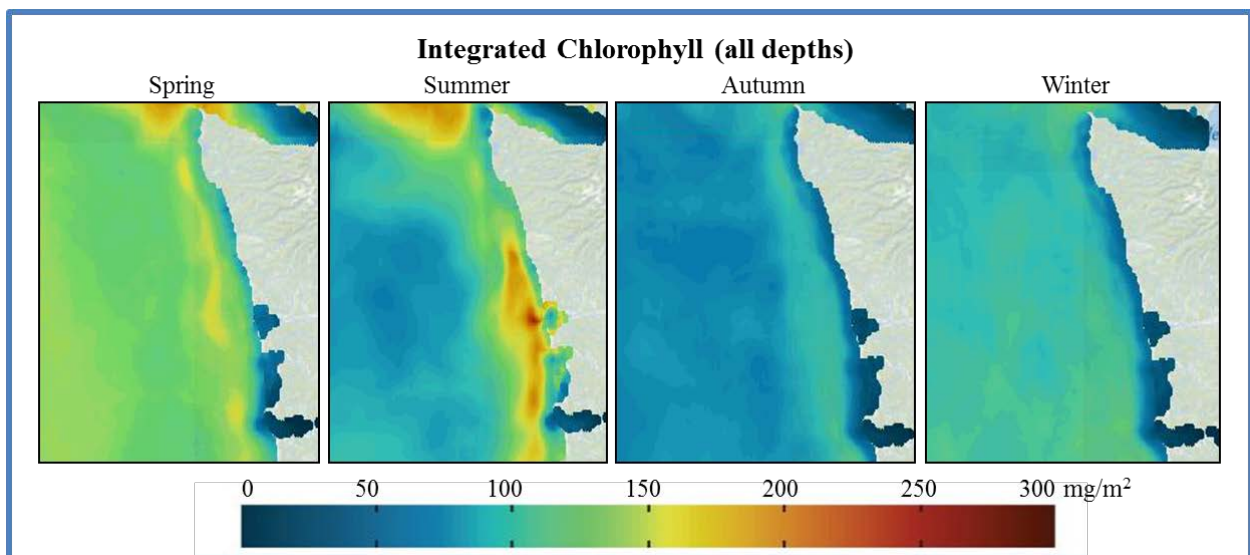 Integrated Chlorophyll (all depths)
Spring Summer Autumn Winter
0 50 100 150 200 250 300 mg/m²